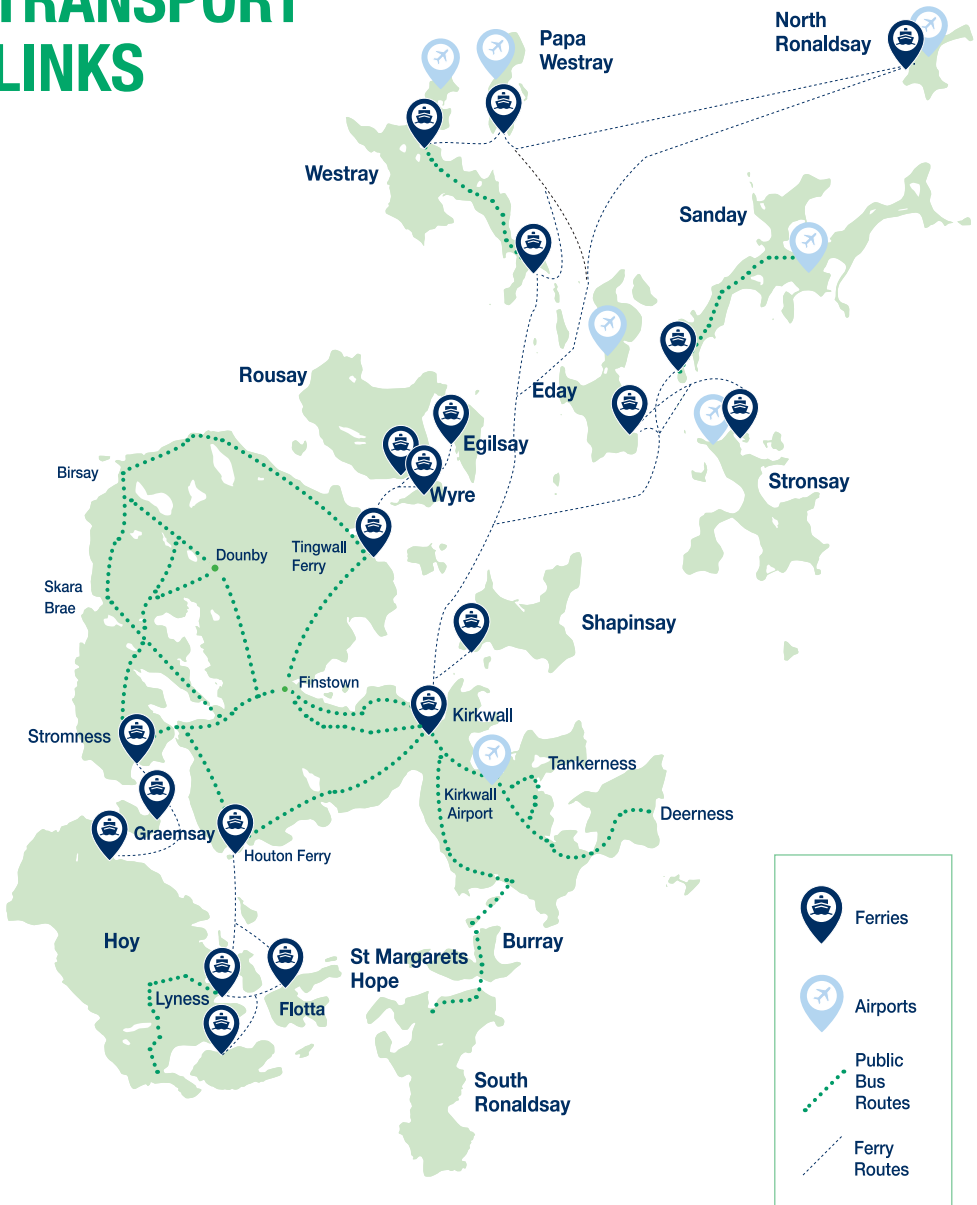 TRANSPORT
LINKS
Papa
Westray
North
Ronaldsay
Westray
Sanday
Rousay
Eday
Egilsay
Birsay
Stronsay
Wyre
Tingwall
Ferry
Dounby
Skara
Brae
Shapinsay
Finstown
Kirkwall
Stromness
Tankerness
Kirkwall
Airport
Deerness
Graemsay
Houton Ferry
Ferries
Hoy
Burray
St Margarets
Hope
Lyness
Flotta
Airports
Public
Bus
Routes
South
Ronaldsay
Ferry
Routes